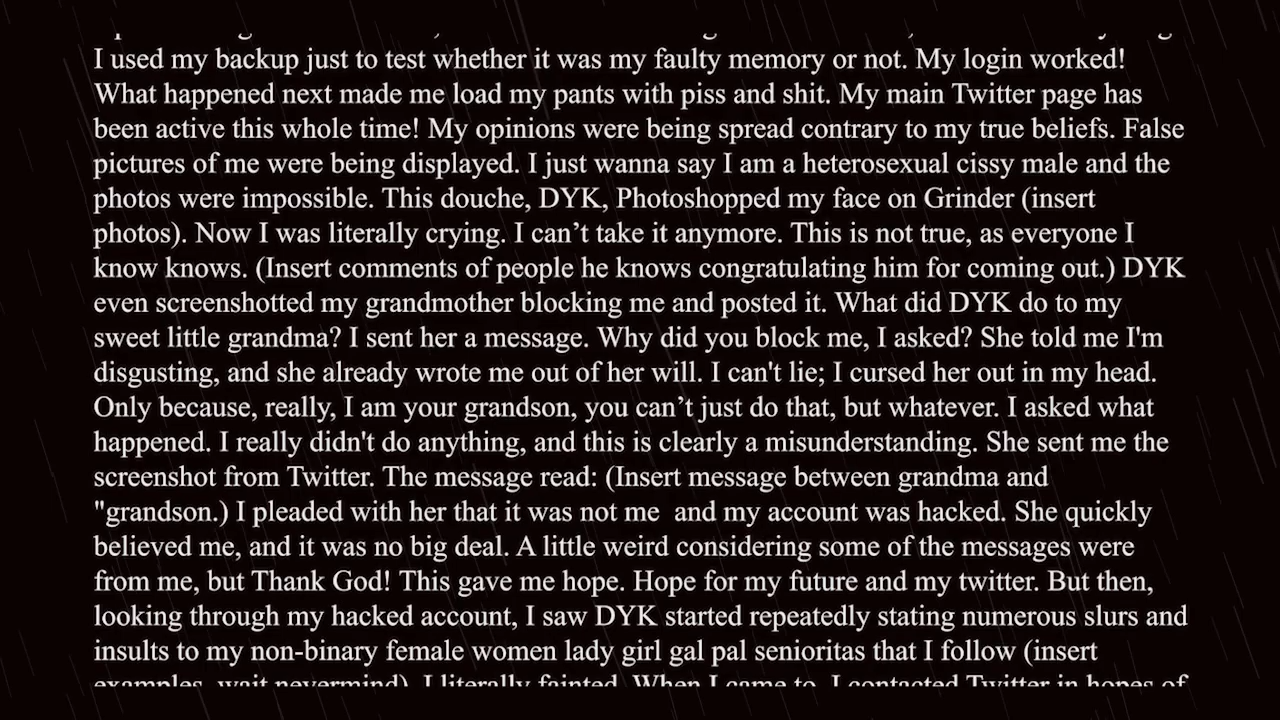 I used my backup just to test whether it was my faulty memory or not. My login worked!
What happened next made me load my pants with piss and shit. My main Twitter page has
been active this whole time! My opinions were being spread contrary to my true beliefs. False
pictures of me were being displayed. I just wanna say I am a heterosexual cissy male and the
photos were impossible. This douche, DYK, Photoshopped my face on Grinder (insert
photos). Now I was literally crying. I can’t take it anymore. This is not true, as everyone I
know knows. (Insert comments of people he knows congratulating him for coming out.) DYK
even screenshotted my grandmother blocking me and posted it. What did DYK do to my
sweet little grandma? I sent her a message. Why did you block me, I asked? She told me I'm
disgusting, and she already wrote me out of her will. I can't lie; I cursed her out in my head.
Only because, really, I am your grandson, you can’t just do that, but whatever. I asked what
happened. I really didn't do anything, and this is clearly a misunderstanding. She sent me the
screenshot from Twitter. The message read: (Insert message between grandma and
"grandson.) I pleaded with her that it was not me  and my account was hacked. She quickly
believed me, and it was no big deal. A little weird considering some of the messages were
from me, but Thank God! This gave me hope. Hope for my future and my twitter. But then,
looking through my hacked account, I saw DYK started repeatedly stating numerous slurs and
insults to my non-binary female women lady girl gal pal senioritas that I follow (insert
examples, wait nevermind). I literally fainted. When I came to, I contacted Twitter in hopes of